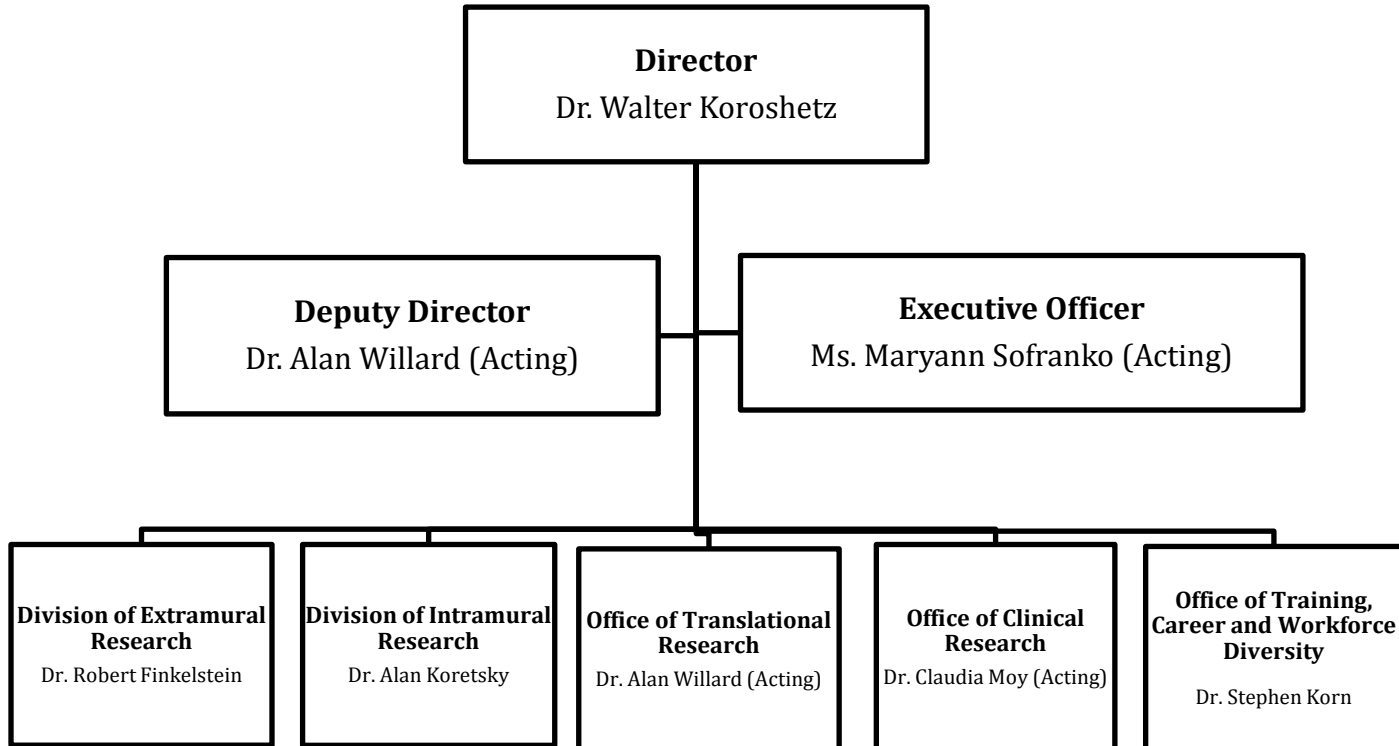 Director
Dr. Walter Koroshetz
Deputy Director
Dr. Alan Willard (Acting)
Executive Officer
Ms. Maryann Sofranko (Acting)
Division of Extramural
Research
Dr. Robert Finkelstein
Division of Intramural
Research
Dr. Alan Koretsky
Office of Translational
Research
Dr. Alan Willard (Acting)
Office of Clinical
Research
Dr. Claudia Moy (Acting)
Office of Training,
Career and Workforce
Diversity
Dr. Stephen Korn